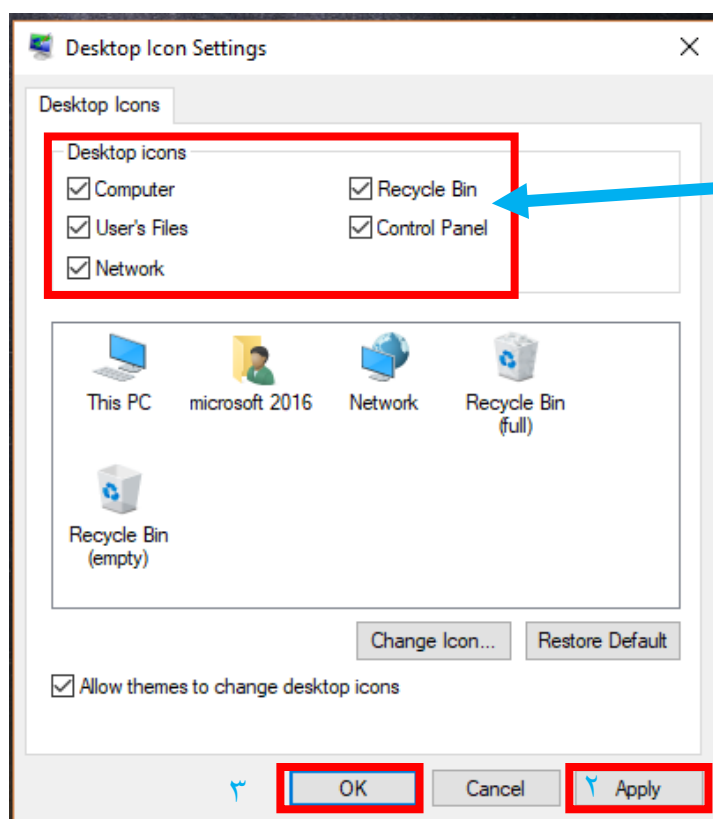 Desktop Icon Settings
Desktop Icons
Desktop icons
Computer
Recycle Bin
User's Files
Control Panel
Network
This PC
microsoft 2016
Network
Recycle Bin
(full)
Recycle Bin
(empty)
Change Icon...
Restore Default
Allow themes to change desktop icons
٣
OK
Cancel
٢
Apply